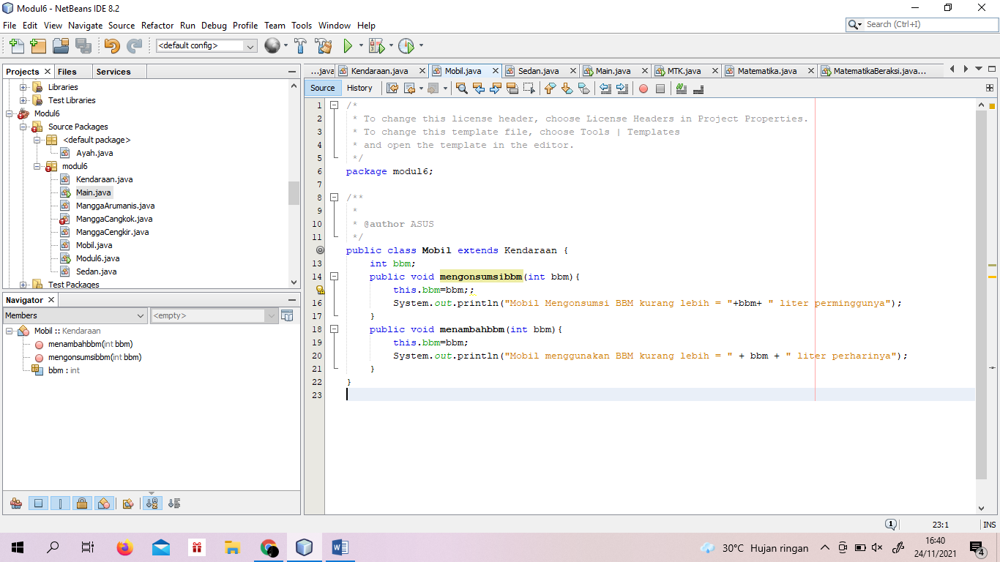 Modul6 - NetBeans IDE 8.2
File Edit View Navigate Source Refactor Run Debug Profile Team Tools Window Help
Search (Ctrl+I)
<default config>
Projects Files Services
Libraries
Test Libraries
Modul6
Source Packages
<default package>
Ayah.java
modul6
Kendaraan.java
Main.java
ManggaArumanis.java
ManggaCangkok.java
ManggaCengkir.java
Mobil.java
Modul6.java
Sedan.java
Test Packages
Navigator
Members <empty>
Mobil :: Kendaraan
menambahbbm(int bbm)
mengonsumsibbm(int bbm)
bbm : int
...java Kendaraan.java Mobil.java Sedan.java Main.java MTK.java Matematika.java MatematikaBeraksi.java...
Source History
1 /*
2 * To change this license header, choose License Headers in Project Properties.
3 * To change this template file, choose Tools | Templates
4 * and open the template in the editor.
5 */
6 package modul6;
7
8 /**
9 *
10 * @author ASUS
11 */
public class Mobil extends Kendaraan {
13 int bbm;
14 public void mengonsumsibbm(int bbm){
this.bbm=bbm;;
16 System.out.println("Mobil Mengonsumsi BBM kurang lebih = "+bbm+ " liter perminggunya");
17 }
18 public void menambahbbm(int bbm){
19 this.bbm=bbm;
20 System.out.println("Mobil menggunakan BBM kurang lebih = " + bbm + " liter perharinya");
21 }
22 }
23
1 23:1 INS
30°C Hujan ringan
16:40
24/11/2021
4